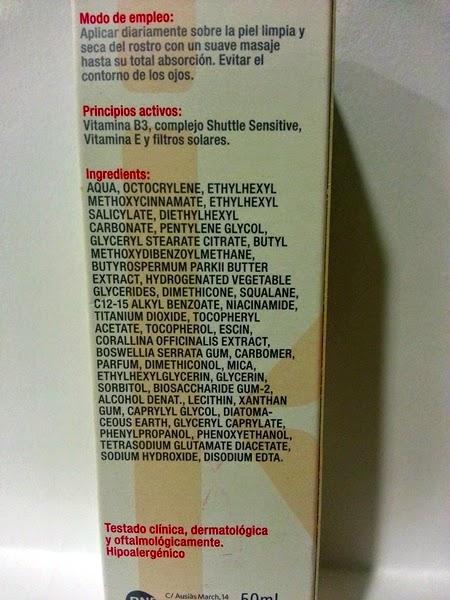 Modo de empleo:
Aplicar diariamente sobre la piel limpia y
seca del rostro con un suave masaje
hasta su total absorción. Evitar el
contorno de los ojos.
Principios activos:
Vitamina B3, complejo Shuttle Sensitive,
Vitamina E y filtros solares.
Ingredients:
AQUA, OCTOCRYLENE, ETHYLHEXYL
METHOXYCINNAMATE, ETHYLHEXYL
SALICYLATE, DIETHYLHEXYL
CARBONATE, PENTYLENE GLYCOL,
GLYCERYL STEARATE CITRATE, BUTYL
METHOXYDIBENZOYLMETHANE,
BUTYROSPERMUM PARKII BUTTER
EXTRACT, HYDROGENATED VEGETABLE
GLYCERIDES, DIMETHICONE, SQUALANE,
C12-15 ALKYL BENZOATE, NIACINAMIDE,
TITANIUM DIOXIDE, TOCOPHERYL
ACETATE, TOCOPHEROL, ESCIN,
CORALLINA OFFICINALIS EXTRACT,
BOSWELLIA SERRATA GUM, CARBOMER,
PARFUM, DIMETHICONOL, MICA,
ETHYLHEXYLGLYCERIN, GLYCERIN,
SORBITOL, BIOSACCHARIDE GUM-2,
ALCOHOL DENAT., LECITHIN, XANTHAN
GUM, CAPRYLYL GLYCOL, DIATOMA-
CEOUS EARTH, GLYCERYL CAPRYLATE,
PHENYLPROPANOL, PHENOXYETHANOL,
TETRASODIUM GLUTAMATE DIACETATE,
SODIUM HYDROXIDE, DISODIUM EDTA.
Testado clínica, dermatológica
y oftalmológicamente.
Hipoalergénico
C/ Ausiàs March, 14
50ml